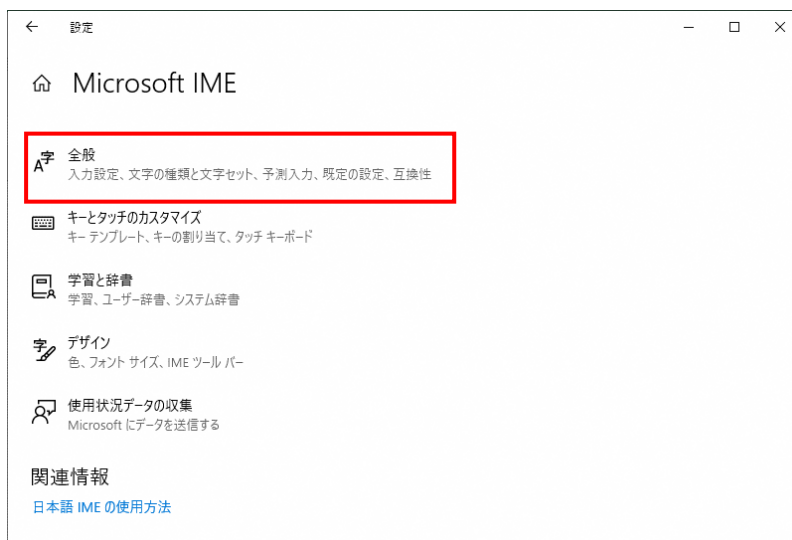 設定
Microsoft IME
全般
入力設定、文字の種類と文字セット、予測入力、既定の設定、互換性
キーとタッチのカスタマイズ
キー テンプレート、キーの割り当て、タッチ キーボード
学習と辞書
学習、ユーザー辞書、システム辞書
デザイン
色、フォント サイズ、IME ツール バー
使用状況データの収集
Microsoft にデータを送信する
関連情報
日本語 IME の使用方法